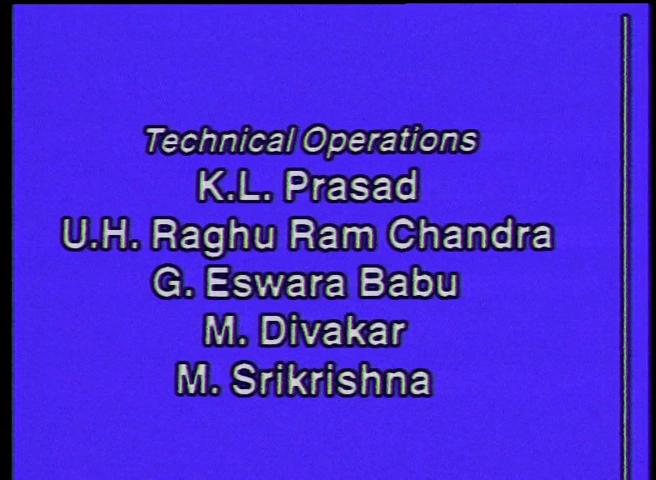 Technical Operations
K.L. Prasad
U.H. Raghu Ram Chandra
G. Eswara Babu
M. Divakar
M. Srikrishna